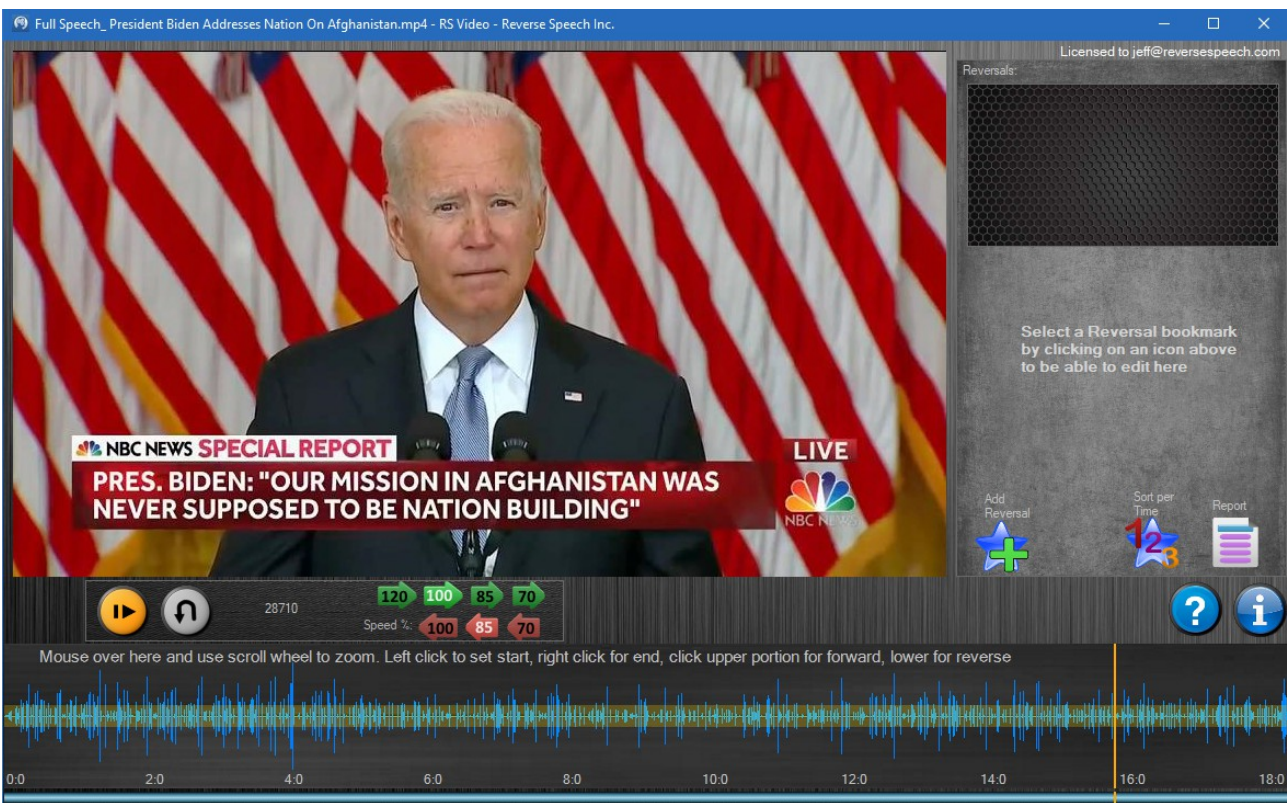 Full Speech_ President Biden Addresses Nation On Afghanistan.mp4 - RS Video - Reverse Speech Inc.
Licensed to jeff@reversespeech.com
Reversals:
Select a Reversal bookmark
by clicking on an icon above
to be able to edit here
NBC NEWS SPECIAL REPORT
LIVE
PRES. BIDEN: "OUR MISSION IN AFGHANISTAN WAS
NEVER SUPPOSED TO BE NATION BUILDING"
NBC NEWS
Add
Reversal
Sort per
Time
123
Report
28710
120 100 85 70
Speed %: 100 85 70
?
i
Mouse over here and use scroll wheel to zoom. Left click to set start, right click for end, click upper portion for forward, lower for reverse
0:0 2:0 4:0 6:0 8:0 10:0 12:0 14:0 16:0 18:0